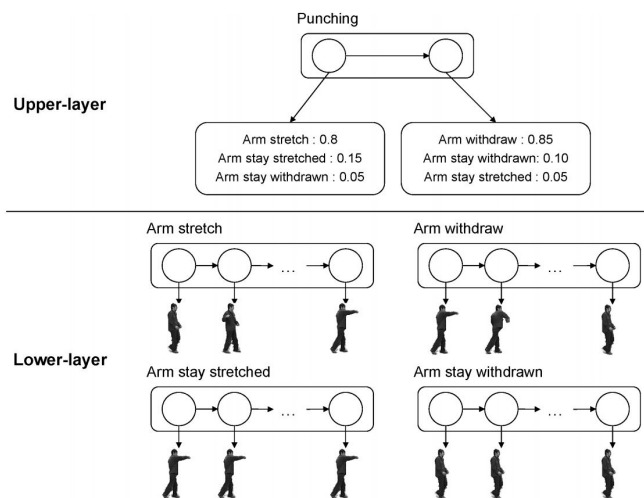 Punching
Upper-layer
Arm stretch : 0.8
Arm stay stretched : 0.15
Arm stay withdrawn : 0.05
Arm withdraw : 0.85
Arm stay withdrawn: 0.10
Arm stay stretched : 0.05
Lower-layer
Arm stretch
...
Arm withdraw
...
Arm stay stretched
...
Arm stay withdrawn
...